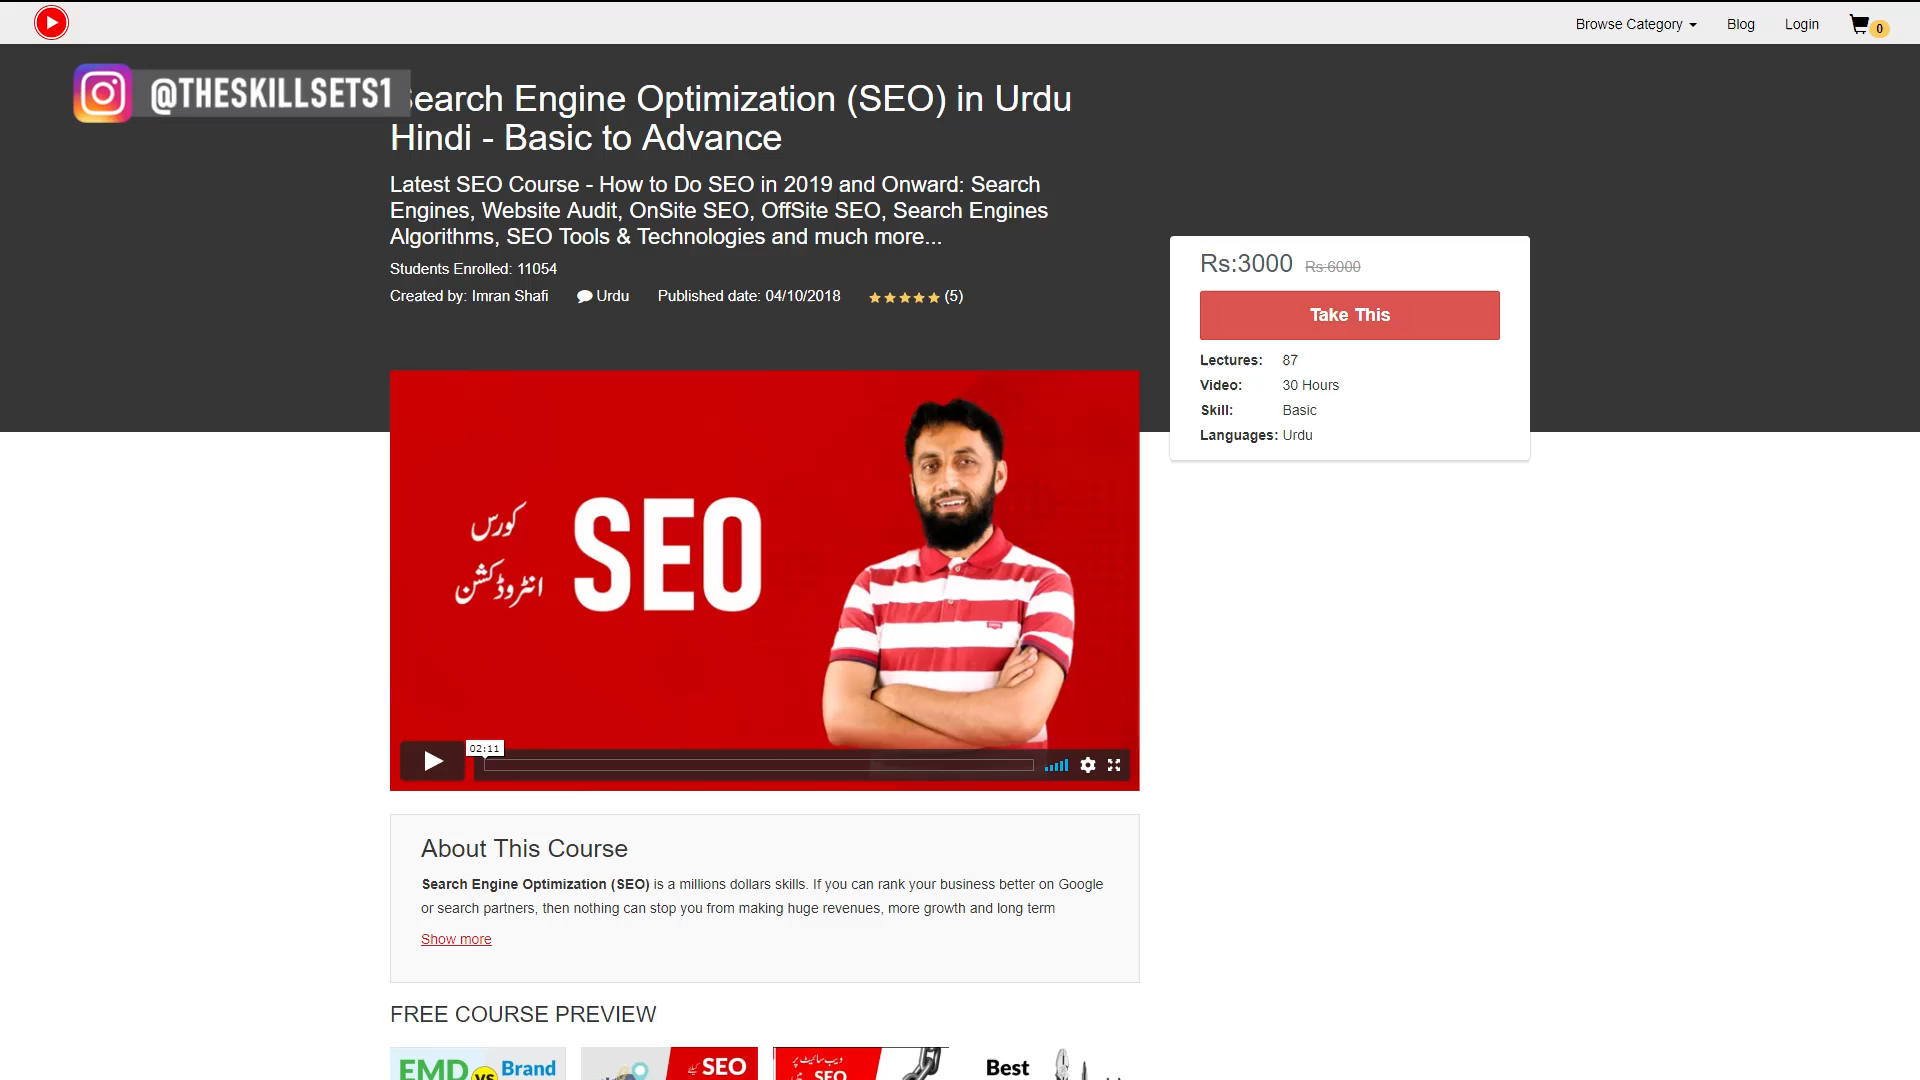 Browse Category
Blog
Login
0
@THESKILLSETS1
Search Engine Optimization (SEO) in Urdu
Hindi - Basic to Advance
Latest SEO Course - How to Do SEO in 2019 and Onward: Search
Engines, Website Audit, OnSite SEO, OffSite SEO, Search Engines
Algorithms, SEO Tools & Technologies and much more...
Students Enrolled: 11054
Created by: Imran Shafi
Urdu
Published date: 04/10/2018
(5)
Rs:3000 Rs:6000
Take This
Lectures: 87
Video: 30 Hours
Skill: Basic
Languages: Urdu
کورس
انٹروڈکشن
SEO
02:11
About This Course
Search Engine Optimization (SEO) is a millions dollars skills. If you can rank your business better on Google
or search partners, then nothing can stop you from making huge revenues, more growth and long term
Show more
FREE COURSE PREVIEW
EMD vs Brand
SEO کیلئے
ویب سائیٹ پر
SEO
Best